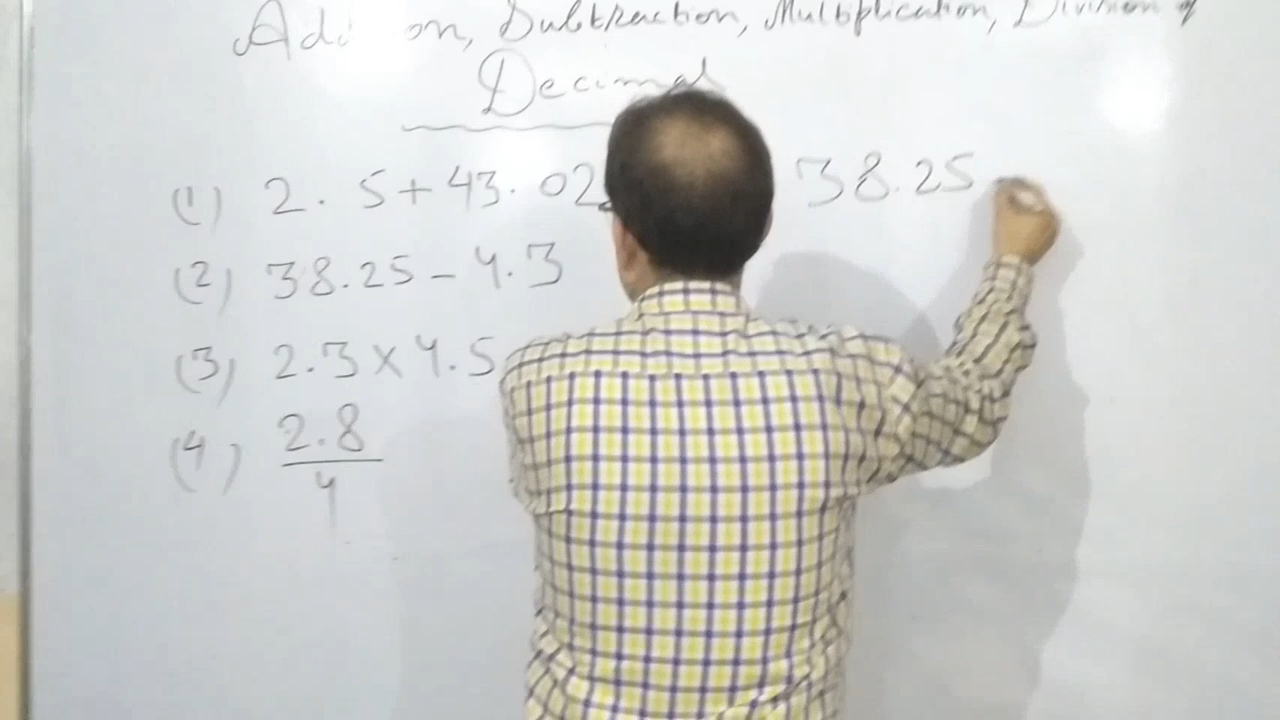 Addition, Subtraction, Multiplication, Division of
Decimal
(1) 2.5+43.02 38.25
(2) 38.25-4.3
(3) 2.3×4.5
(4) 2.8
4